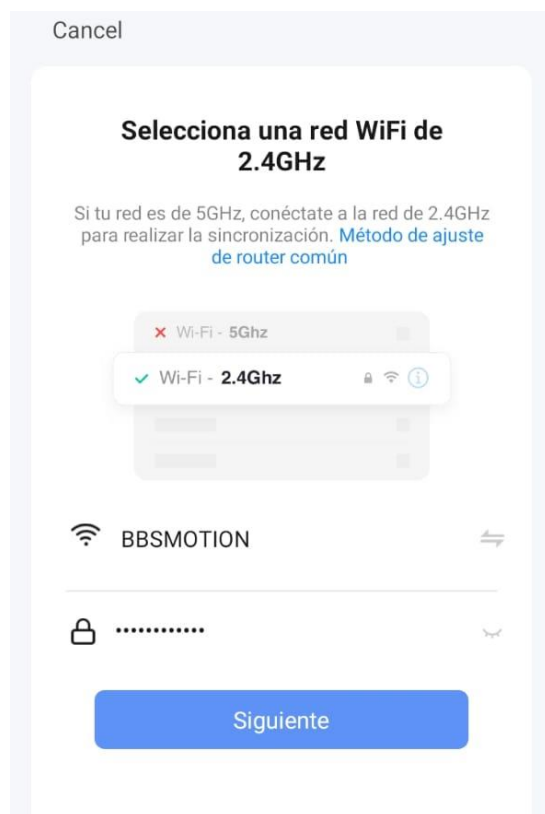 Cancel
Selecciona una red WiFi de
2.4GHz
Si tu red es de 5GHz, conéctate a la red de 2.4GHz
para realizar la sincronización. Método de ajuste
de router común
Wi-Fi - 5Ghz
Wi-Fi - 2.4Ghz
BBSMOTION
••••••••••••
Siguiente